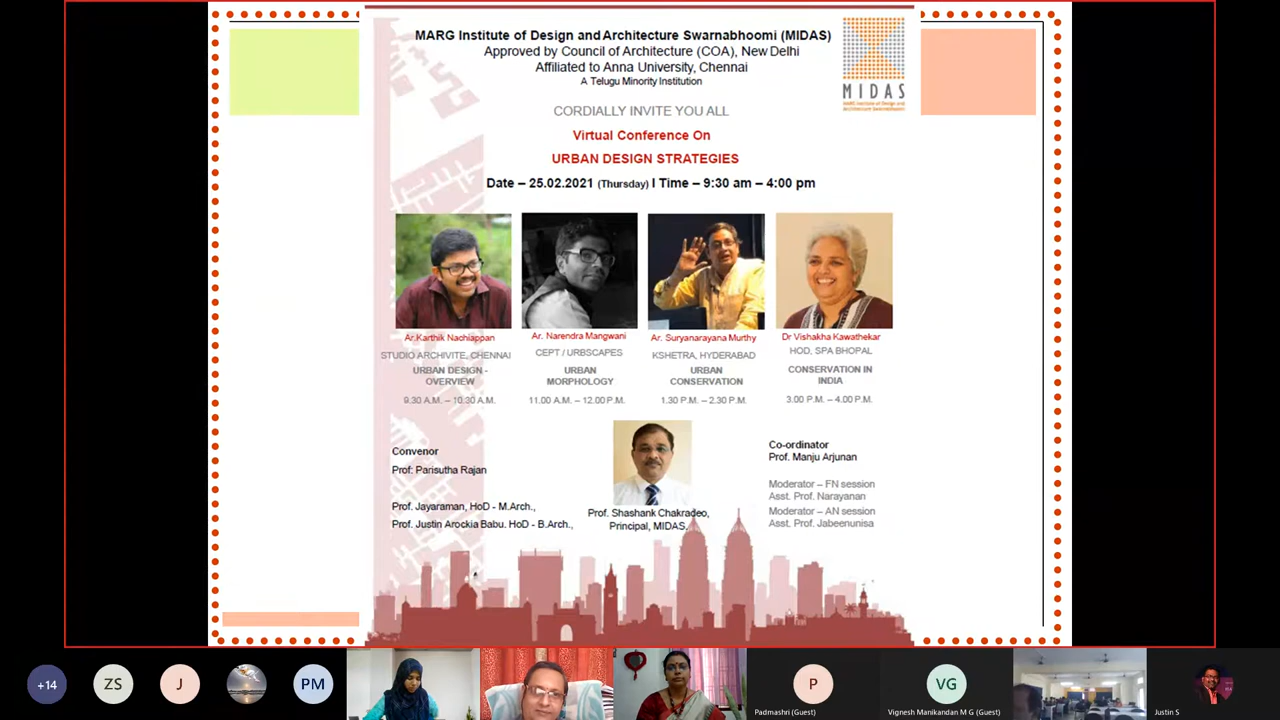 MARG Institute of Design and Architecture Swarnabhoomi (MIDAS)
Approved by Council of Architecture (COA), New Delhi
Affiliated to Anna University, Chennai
A Telugu Minority Institution
MIDAS
MARG Institute of Design and
Architecture Swarnabhoomi
CORDIALLY INVITE YOU ALL
Virtual Conference On
URBAN DESIGN STRATEGIES
Date – 25.02.2021 (Thursday) I Time – 9:30 am – 4:00 pm
Ar.Karthik Nachiappan
STUDIO ARCHIVITE, CHENNAI
URBAN DESIGN -
OVERVIEW
9.30 A.M. – 10.30 A.M.
Ar. Narendra Mangwani
CEPT / URBSCAPES
URBAN
MORPHOLOGY
11.00 A.M. – 12.00 P.M.
Ar. Suryanarayana Murthy
KSHETRA, HYDERABAD
URBAN
CONSERVATION
1.30 P.M. – 2.30 P.M.
Dr Vishakha Kawathekar
HOD, SPA BHOPAL
CONSERVATION IN
INDIA
3.00 P.M. – 4.00 P.M.
Convenor
Prof: Parisutha Rajan
Prof. Jayaraman, HoD - M.Arch.,
Prof. Justin Arockia Babu. HoD - B.Arch.,
Prof. Shashank Chakradeo,
Principal, MIDAS.
Co-ordinator
Prof. Manju Arjunan
Moderator – FN session
Asst. Prof. Narayanan
Moderator – AN session
Asst. Prof. Jabeenunisa
+14
ZS
J
PM
P
Padmashri (Guest)
VG
Vignesh Manikandan M G (Guest)
Justin S